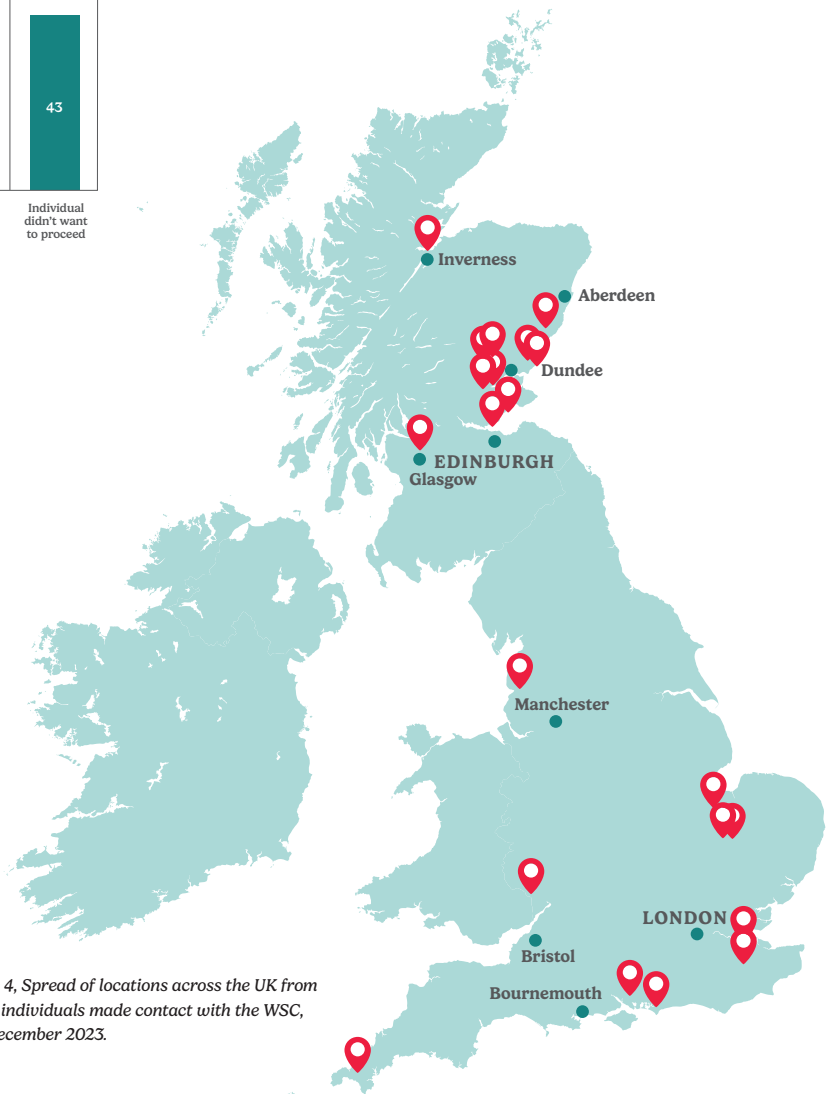 43
Individual
didn't want
to proceed
Inverness
Aberdeen
Dundee
EDINBURGH
Glasgow
Manchester
LONDON
Bristol
Bournemouth
4, Spread of locations across the UK from
individuals made contact with the WSC,
ecember 2023.